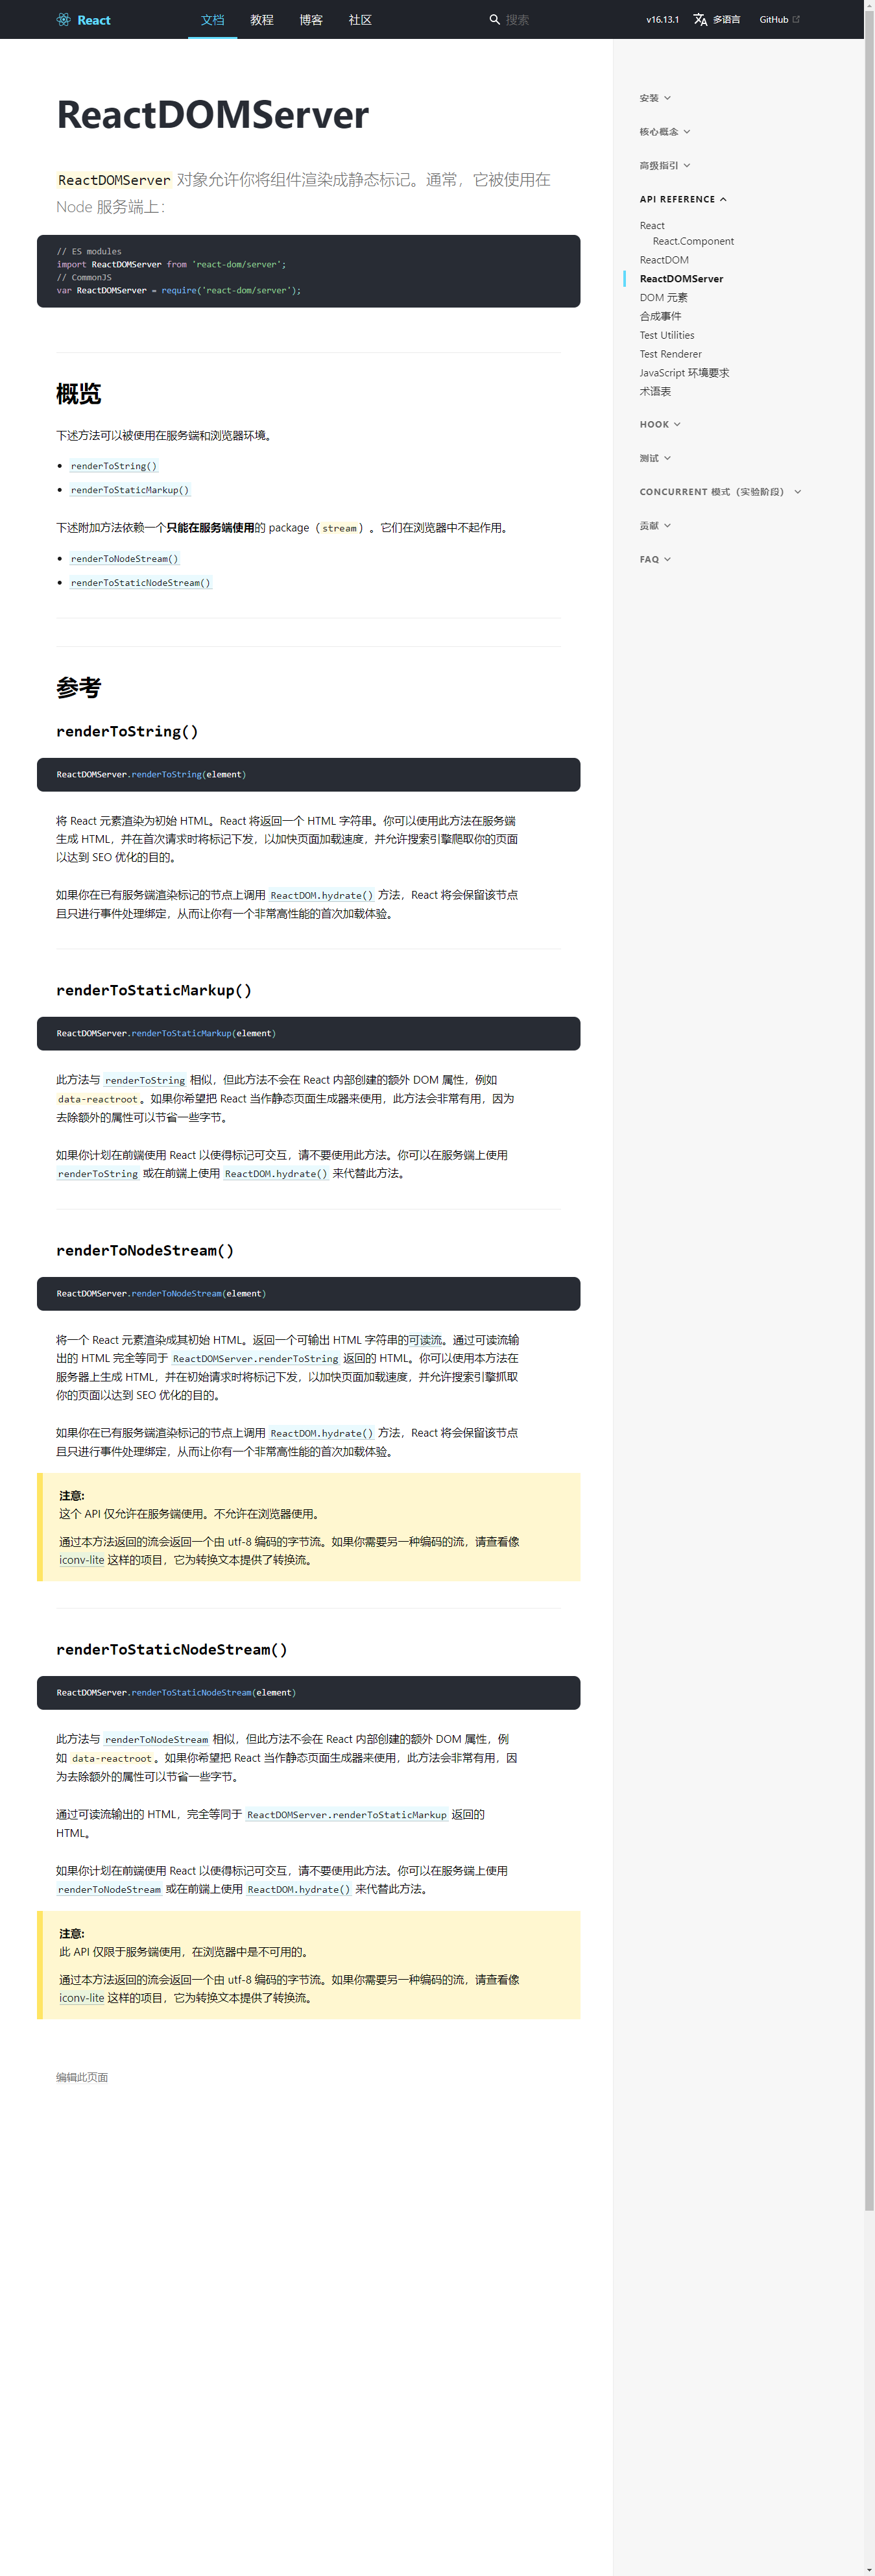 React
文档
教程
博客
社区
搜索
v16.13.1
多语言
GitHub
ReactDOMServer
ReactDOMServer 对象允许你将组件渲染成静态标记。通常，它被使用在
Node 服务端上：
// ES modules
import ReactDOMServer from 'react-dom/server';
// CommonJS
var ReactDOMServer = require('react-dom/server');
概览
下述方法可以被使用在服务端和浏览器环境。
renderToString()
renderToStaticMarkup()
下述附加方法依赖一个只能在服务端使用的 package（stream）。它们在浏览器中不起作用。
renderToNodeStream()
renderToStaticNodeStream()
参考
renderToString()
ReactDOMServer.renderToString(element)
将 React 元素渲染为初始 HTML。React 将返回一个 HTML 字符串。你可以使用此方法在服务端
生成 HTML，并在首次请求时将标记下发，以加快页面加载速度，并允许搜索引擎爬取你的页面
以达到 SEO 优化的目的。
如果你在已有服务端渲染标记的节点上调用 ReactDOM.hydrate() 方法，React 将会保留该节点
且只进行事件处理绑定，从而让你有一个非常高性能的首次加载体验。
renderToStaticMarkup()
ReactDOMServer.renderToStaticMarkup(element)
此方法与 renderToString 相似，但此方法不会在 React 内部创建的额外 DOM 属性，例如
data-reactroot。如果你希望把 React 当作静态页面生成器来使用，此方法会非常有用，因为
去除额外的属性可以节省一些字节。
如果你计划在前端使用 React 以使得标记可交互，请不要使用此方法。你可以在服务端上使用
renderToString 或在前端上使用 ReactDOM.hydrate() 来代替此方法。
renderToNodeStream()
ReactDOMServer.renderToNodeStream(element)
将一个 React 元素渲染成其初始 HTML。返回一个可输出 HTML 字符串的可读流。通过可读流输
出的 HTML 完全等同于 ReactDOMServer.renderToString 返回的 HTML。你可以使用本方法在
服务器上生成 HTML，并在初始请求时将标记下发，以加快页面加载速度，并允许搜索引擎抓取
你的页面以达到 SEO 优化的目的。
如果你在已有服务端渲染标记的节点上调用 ReactDOM.hydrate() 方法，React 将会保留该节点
且只进行事件处理绑定，从而让你有一个非常高性能的首次加载体验。
注意:
这个 API 仅允许在服务端使用。不允许在浏览器使用。
通过本方法返回的流会返回一个由 utf-8 编码的字节流。如果你需要另一种编码的流，请查看像
iconv-lite 这样的项目，它为转换文本提供了转换流。
renderToStaticNodeStream()
ReactDOMServer.renderToStaticNodeStream(element)
此方法与 renderToNodeStream 相似，但此方法不会在 React 内部创建的额外 DOM 属性，例
如 data-reactroot。如果你希望把 React 当作静态页面生成器来使用，此方法会非常有用，因
为去除额外的属性可以节省一些字节。
通过可读流输出的 HTML，完全等同于 ReactDOMServer.renderToStaticMarkup 返回的
HTML。
如果你计划在前端使用 React 以使得标记可交互，请不要使用此方法。你可以在服务端上使用
renderToNodeStream 或在前端上使用 ReactDOM.hydrate() 来代替此方法。
注意:
此 API 仅限于服务端使用，在浏览器中是不可用的。
通过本方法返回的流会返回一个由 utf-8 编码的字节流。如果你需要另一种编码的流，请查看像
iconv-lite 这样的项目，它为转换文本提供了转换流。
编辑此页面
安装
核心概念
高级指引
API REFERENCE
React
React.Component
ReactDOM
ReactDOMServer
DOM 元素
合成事件
Test Utilities
Test Renderer
JavaScript 环境要求
术语表
HOOK
测试
CONCURRENT 模式（实验阶段）
贡献
FAQ